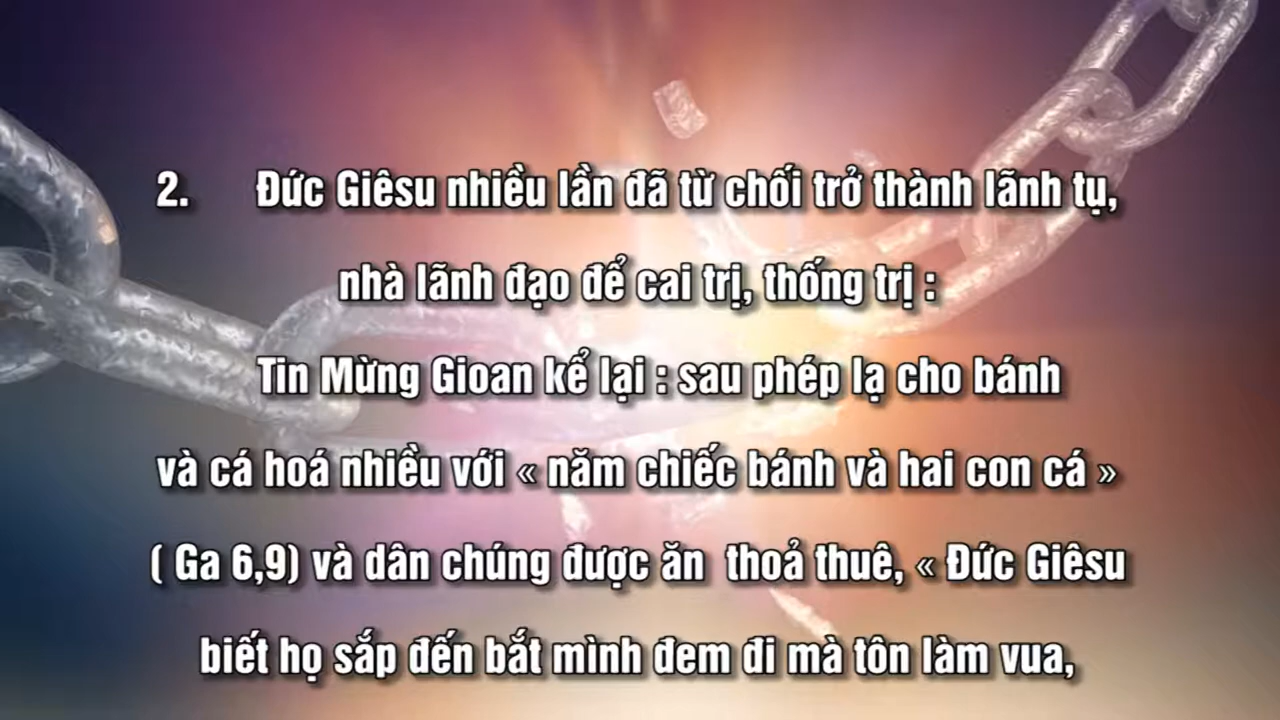 2. Đức Giêsu nhiều lần đã từ chối trở thành lãnh tụ,
nhà lãnh đạo để cai trị, thống trị :
Tin Mừng Gioan kể lại : sau phép lạ cho bánh
và cá hoá nhiều với « năm chiếc bánh và hai con cá »
( Ga 6,9) và dân chúng được ăn thoả thuê, « Đức Giêsu
biết họ sắp đến bắt mình đem đi mà tôn làm vua,